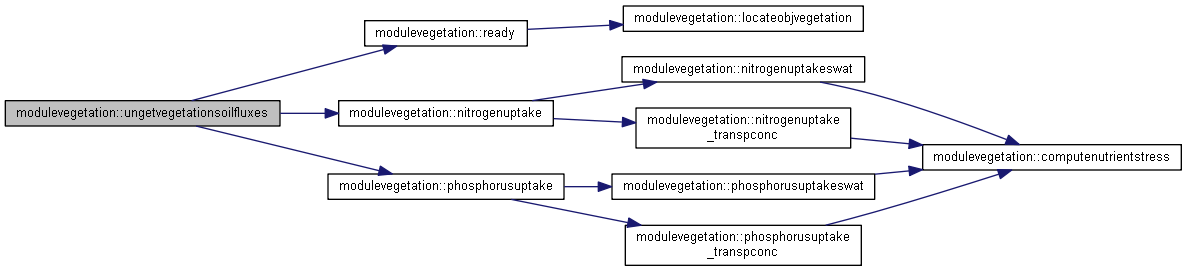 modulevegetation::ungetvegetationsoilfluxes
modulevegetation::ready
modulevegetation::locateobjvegetation
modulevegetation::nitrogenuptake
modulevegetation::nitrogenuptakeswat
modulevegetation::nitrogenuptake
_transpconc
modulevegetation::computenutrientstress
modulevegetation::phosphorusuptake
modulevegetation::phosphorusuptakeswat
modulevegetation::phosphorusuptake
_transpconc